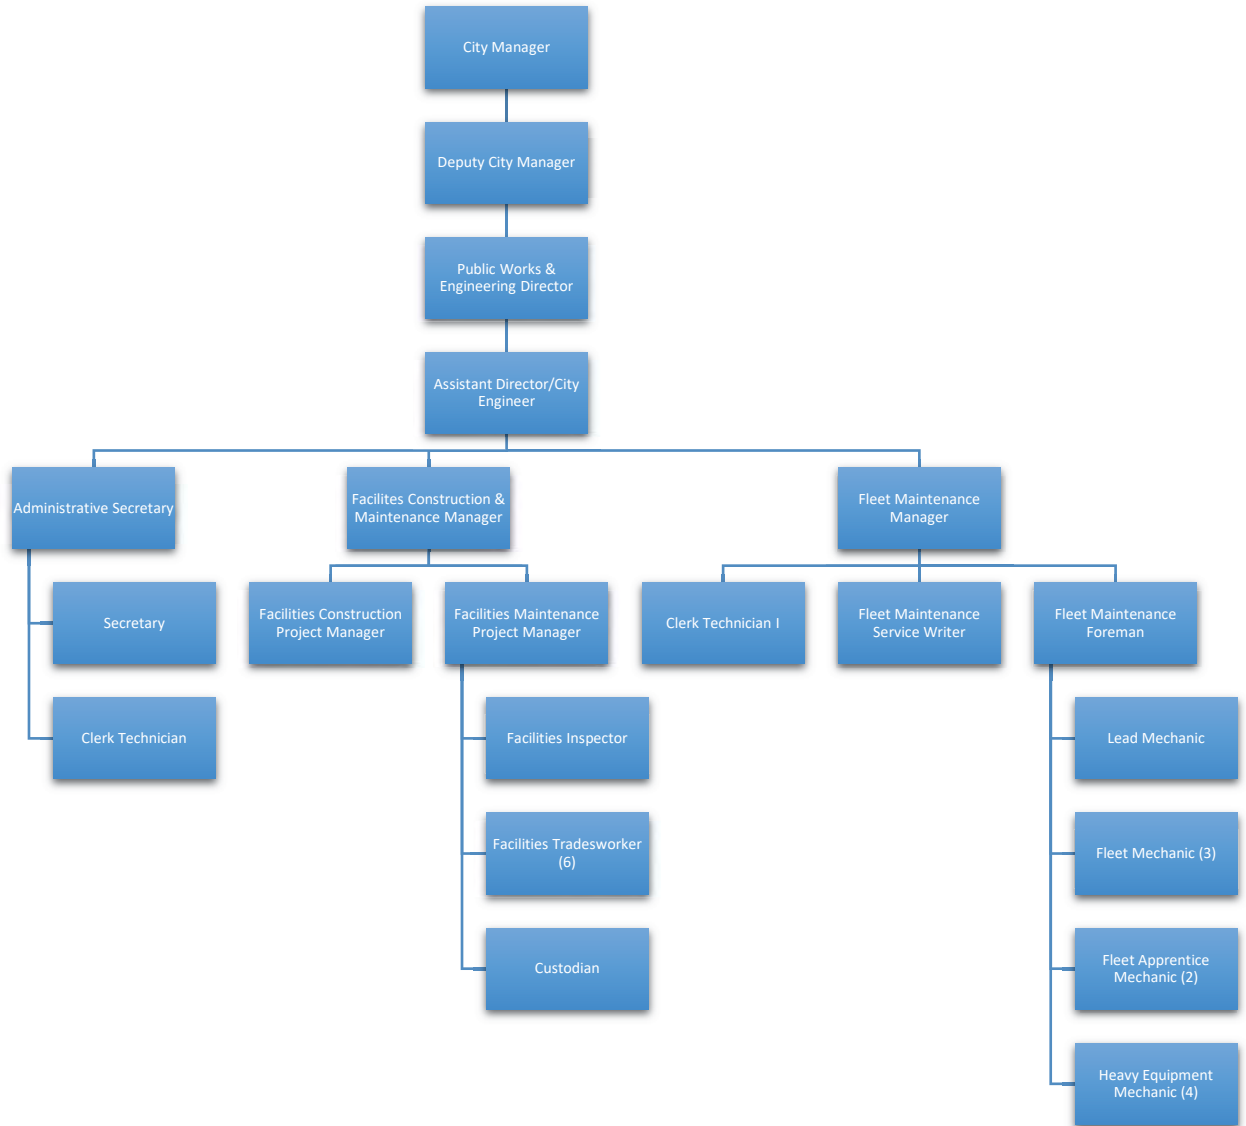 City Manager
Deputy City Manager
Public Works &
Engineering Director
Assistant Director/City
Engineer
Administrative Secretary
Facilites Construction &
Maintenance Manager
Fleet Maintenance
Manager
Secretary
Facilities Construction
Project Manager
Facilities Maintenance
Project Manager
Clerk Technician I
Fleet Maintenance
Service Writer
Fleet Maintenance
Foreman
Clerk Technician
Facilities Inspector
Lead Mechanic
Facilities Tradesworker
(6)
Fleet Mechanic (3)
Custodian
Fleet Apprentice
Mechanic (2)
Heavy Equipment
Mechanic (4)